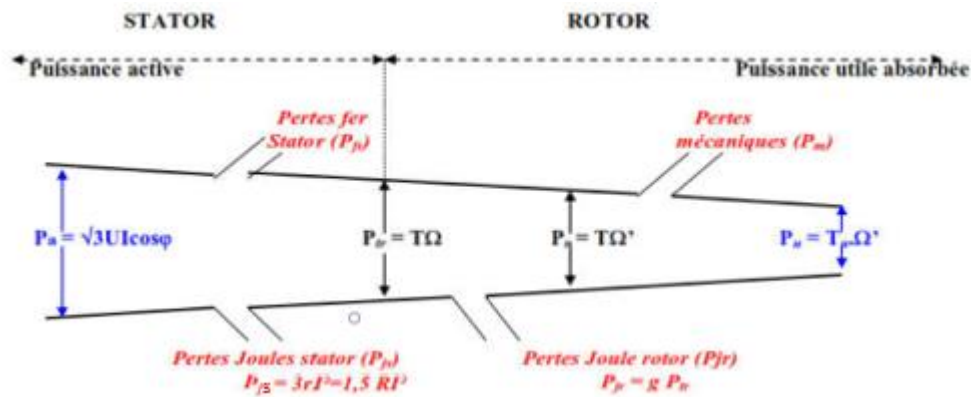 STATOR ROTOR
Puissance active Puissance utile absorbée
Pertes fer
Stator (Pfs)
Pertes
mécaniques (Pm)
Pa = √3UIcosφ
Ptr = TΩ
Pu = TΩ’
Pu = Tu.Ω’
Pertes Joules stator (Pjs)
PjS = 3rI²=1,5 RI²
Pertes Joule rotor (Pjr)
Pjr = g Ptr